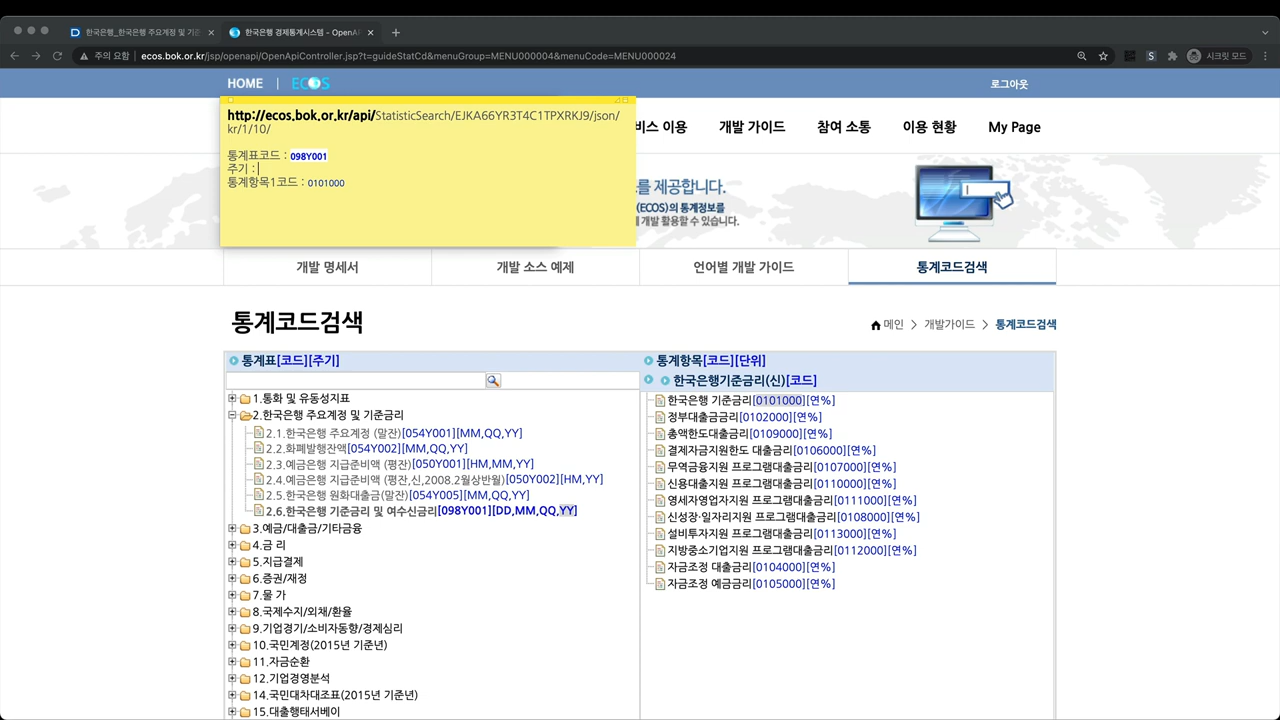 한국은행_한국은행 주요계정 및 기준
한국은행 경제통계시스템 - OpenA
주의 요함
ecos.bok.or.kr/jsp/openapi/OpenApiController.jsp?t=guideStatCd&menuGroup=MENU000004&menuCode=MENU000024
시크릿 모드
HOME | ECOS
로그아웃
http://ecos.bok.or.kr/api/StatisticSearch/EJKA66YR3T4C1TPXRKJ9/json/
kr/1/10/
통계표코드 : 098Y001
주기 :
통계항목1코드 : 0101000
비스 이용
개발 가이드
참여 소통
이용 현황
My Page
를 제공합니다.
(ECOS)의 통계정보를
개발 활용할 수 있습니다.
개발 명세서
개발 소스 예제
언어별 개발 가이드
통계코드검색
통계코드검색
메인 > 개발가이드 > 통계코드검색
통계표[코드][주기]
1.통화 및 유동성지표
2.한국은행 주요계정 및 기준금리
2.1.한국은행 주요계정 (말잔)[054Y001][MM,QQ,YY]
2.2.화폐발행잔액[054Y002][MM,QQ,YY]
2.3.예금은행 지급준비액 (평잔)[050Y001][HM,MM,YY]
2.4.예금은행 지급준비액 (평잔,신,2008.2월상반월)[050Y002][HM,YY]
2.5.한국은행 원화대출금(말잔)[054Y005][MM,QQ,YY]
2.6.한국은행 기준금리 및 여수신금리[098Y001][DD,MM,QQ,YY]
3.예금/대출금/기타금융
4.금 리
5.지급결제
6.증권/재정
7.물 가
8.국제수지/외채/환율
9.기업경기/소비자동향/경제심리
10.국민계정(2015년 기준년)
11.자금순환
12.기업경영분석
14.국민대차대조표(2015년 기준년)
15.대출행태서베이
통계항목[코드][단위]
한국은행기준금리(신)[코드]
한국은행 기준금리[0101000][연%]
정부대출금금리[0102000][연%]
총액한도대출금리[0109000][연%]
결제자금지원한도 대출금리[0106000][연%]
무역금융지원 프로그램대출금리[0107000][연%]
신용대출지원 프로그램대출금리[0110000][연%]
영세자영업자지원 프로그램대출금리[0111000][연%]
신성장·일자리지원 프로그램대출금리[0108000][연%]
설비투자지원 프로그램대출금리[0113000][연%]
지방중소기업지원 프로그램대출금리[0112000][연%]
자금조정 대출금리[0104000][연%]
자금조정 예금금리[0105000][연%]